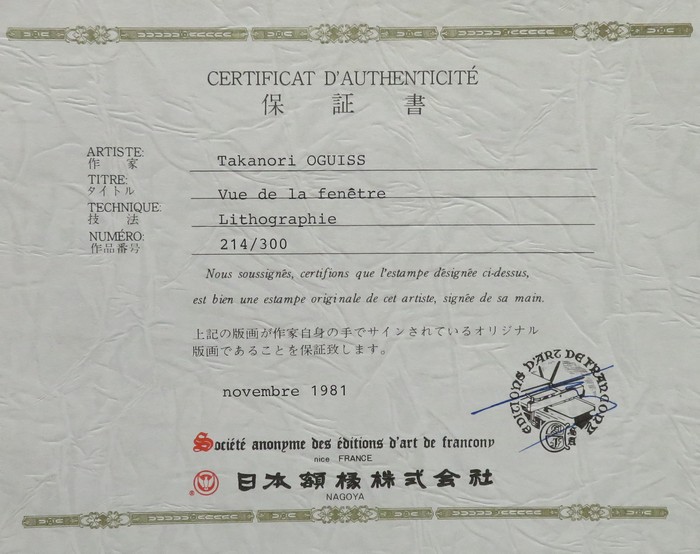 CERTIFICAT D'AUTHENTICITÉ
保証書
ARTISTE: Takanori OGUISS
作家
TITRE: Vue de la fenêtre
タイトル
TECHNIQUE: Lithographie
技法
NUMÉRO: 214/300
作品番号
Nous soussignés, certifions que l'estampe désignée ci-dessus,
est bien une estampe originale de cet artiste, signée de sa main.
上記の版画が作家自身の手でサインされているオリジナル
版画であることを保証致します。
novembre 1981
EDITIONS D'ART DE FRANCONY
Société anonyme des éditions d'art de francony
nice FRANCE
® 日本額椽株式会社
NAGOYA